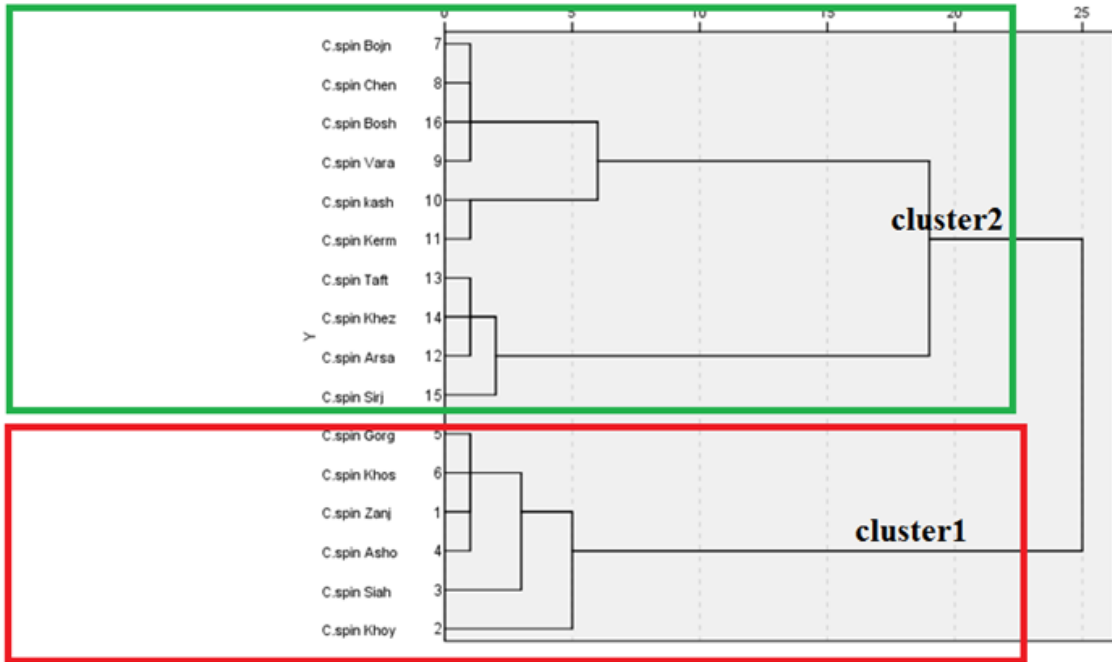 0 5 10 15 20 25
C.spin Bojn 7
C.spin Chen 8
C.spin Bosh 16
C.spin Vara 9
C.spin kash 10
cluster2
C.spin Kerm 11
C.spin Taft 13
C.spin Khez 14
Y
C.spin Arsa 12
C.spin Sirj 15
C.spin Gorg 5
C.spin Khos 6
C.spin Zanj 1
cluster1
C.spin Asho 4
C.spin Siah 3
C.spin Khoy 2